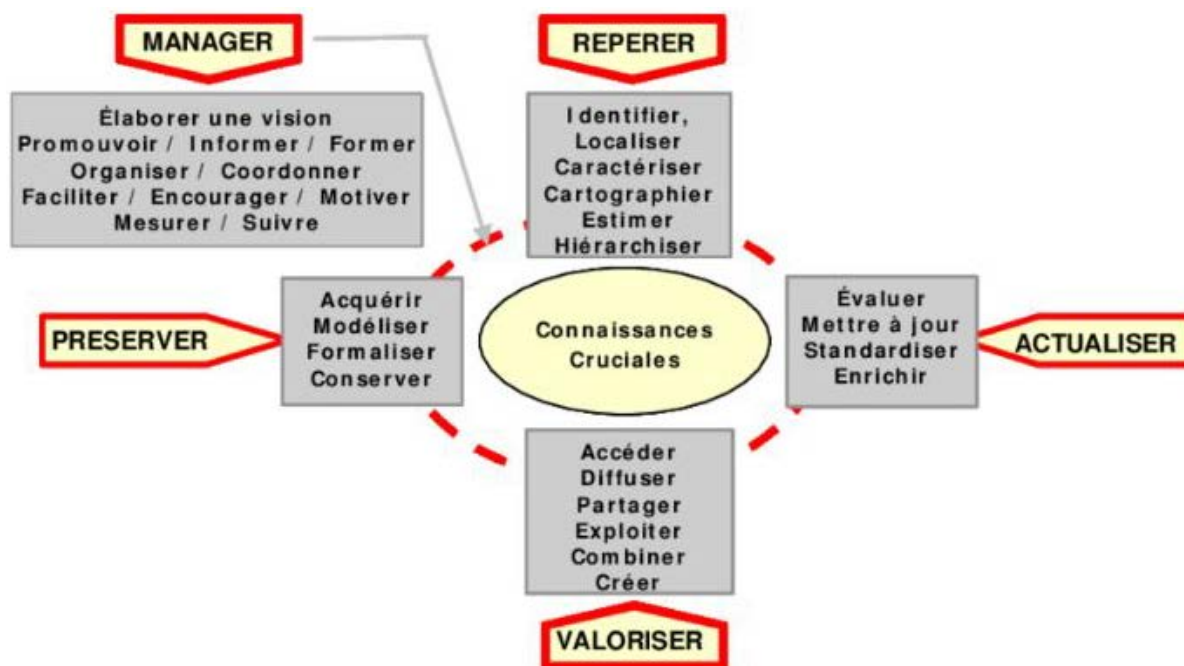 MANAGER
Élaborer une vision
Promouvoir / Informer / Former
Organiser / Coordonner
Faciliter / Encourager / Motiver
Mesurer / Suivre
REPERER
Identifier,
Localiser
Caractériser
Cartographier
Estimer
Hiérarchiser
PRESERVER
Acquérir
Modéliser
Formaliser
Conserver
Connaissances
Cruciales
Évaluer
Mettre à jour
Standardiser
Enrichir
ACTUALISER
Accéder
Diffuser
Partager
Exploiter
Combiner
Créer
VALORISER